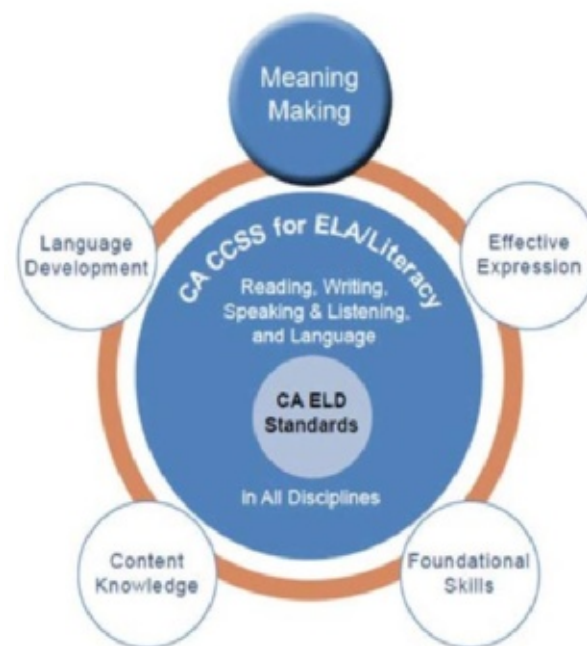 Meaning
Making
Language
Development
Effective
Expression
CA CCSS for ELA/Literacy
Reading, Writing,
Speaking & Listening,
and Language
CA ELD
Standards
in All Disciplines
Content
Knowledge
Foundational
Skills